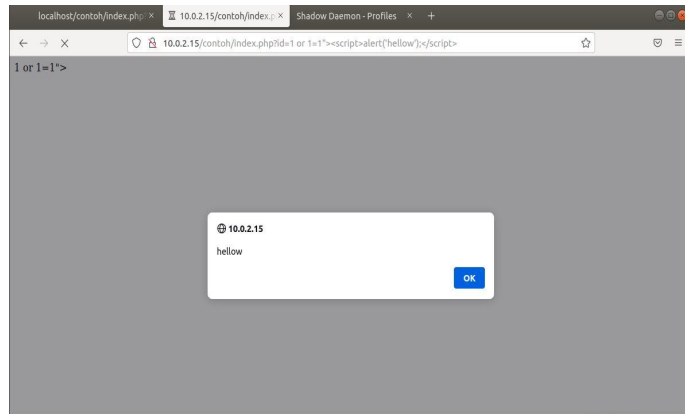 localhost/contoh/index.php
10.0.2.15/contoh/index.p
Shadow Daemon - Profiles
10.0.2.15/contoh/index.php?id=1 or 1=1"><script>alert('hellow');</script>
1 or 1=1">
10.0.2.15
hellow
OK